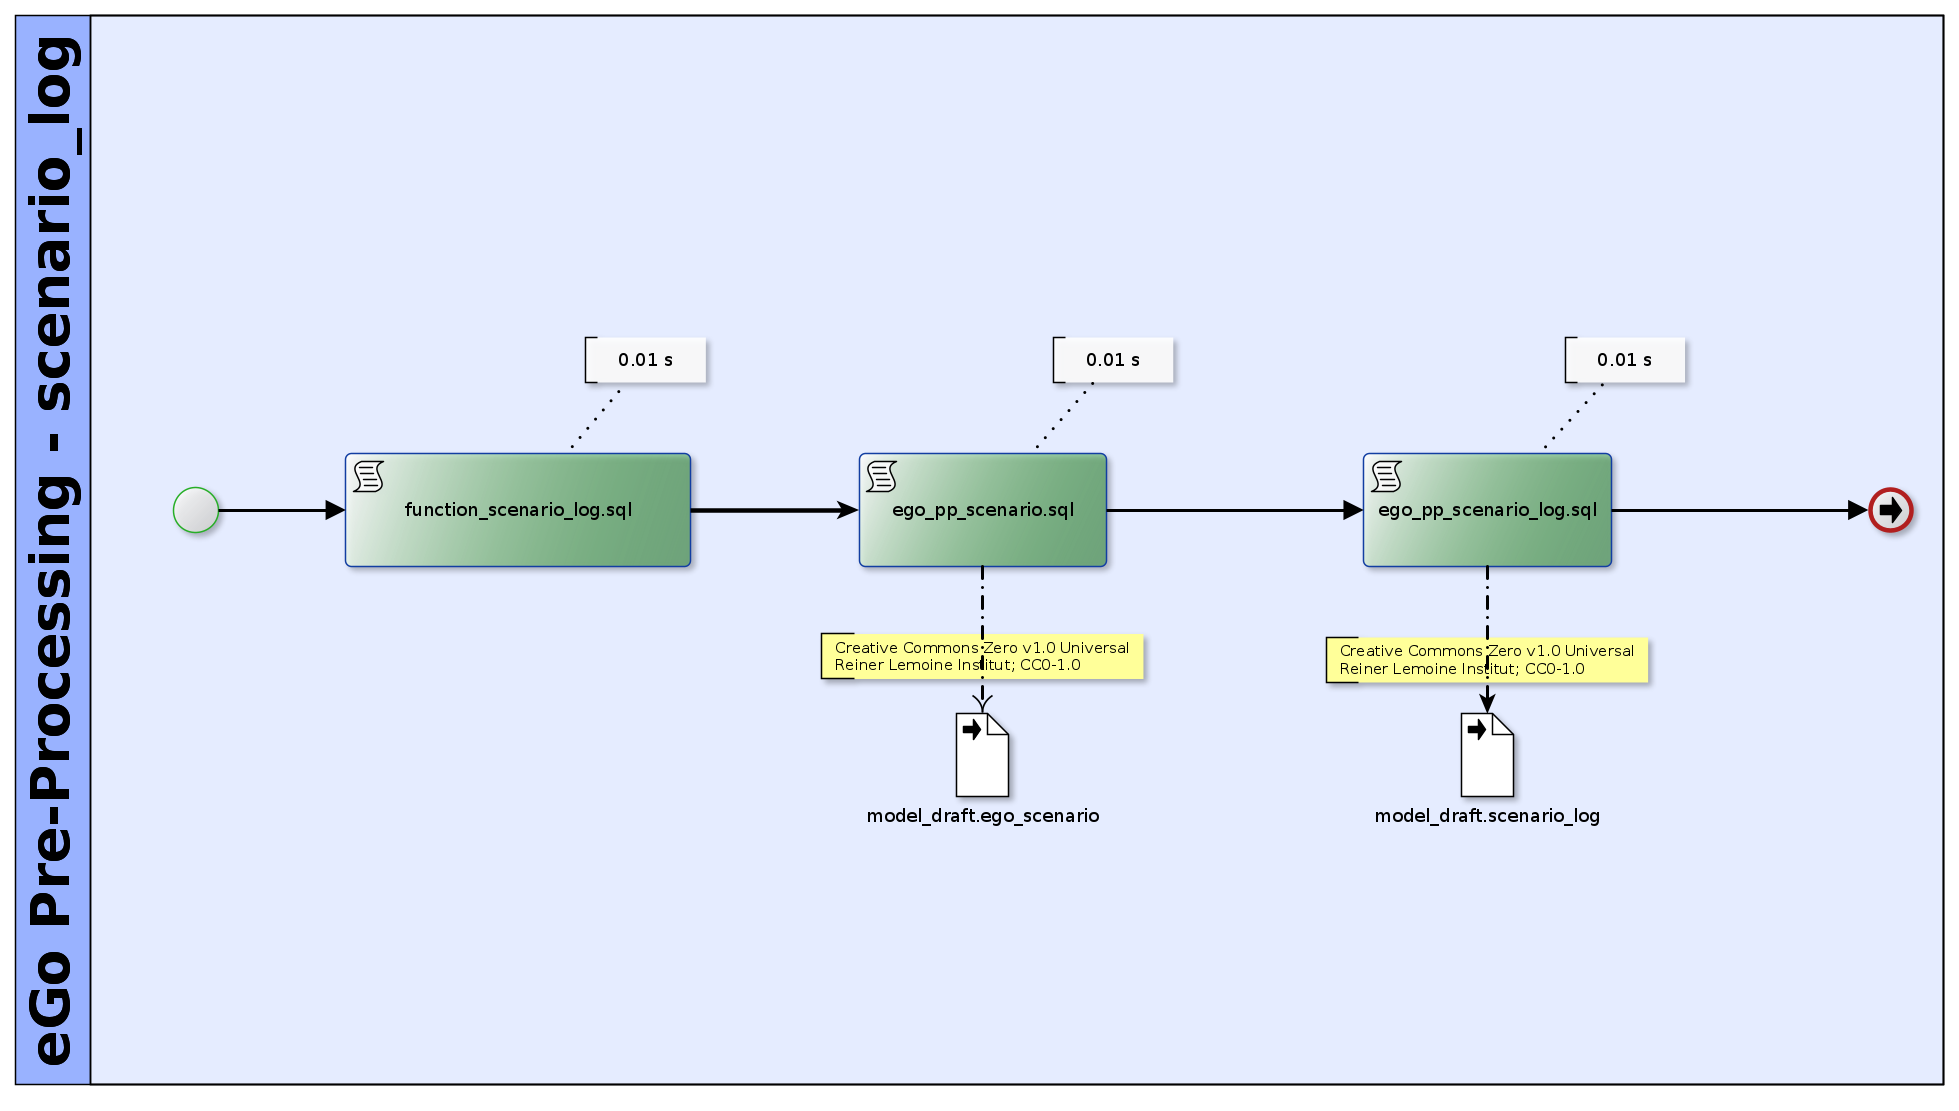 eGo Pre-Processing - scenario_log
0.01 s
0.01 s
0.01 s
function_scenario_log.sql
ego_pp_scenario.sql
ego_pp_scenario_log.sql
Creative Commons Zero v1.0 Universal
Reiner Lemoine Institut; CC0-1.0
Creative Commons Zero v1.0 Universal
Reiner Lemoine Institut; CC0-1.0
model_draft.ego_scenario
model_draft.scenario_log